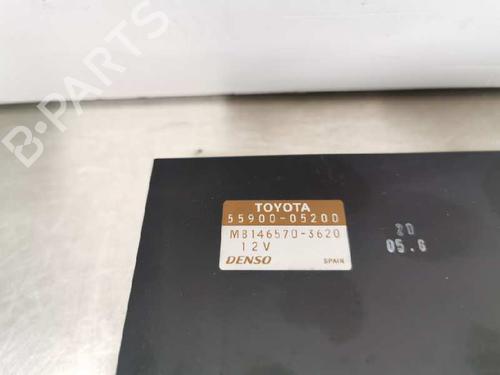 B-PARTS
TOYOTA
55900-05200
MB146570-3620
12V
DENSO SPAIN
20
05.6